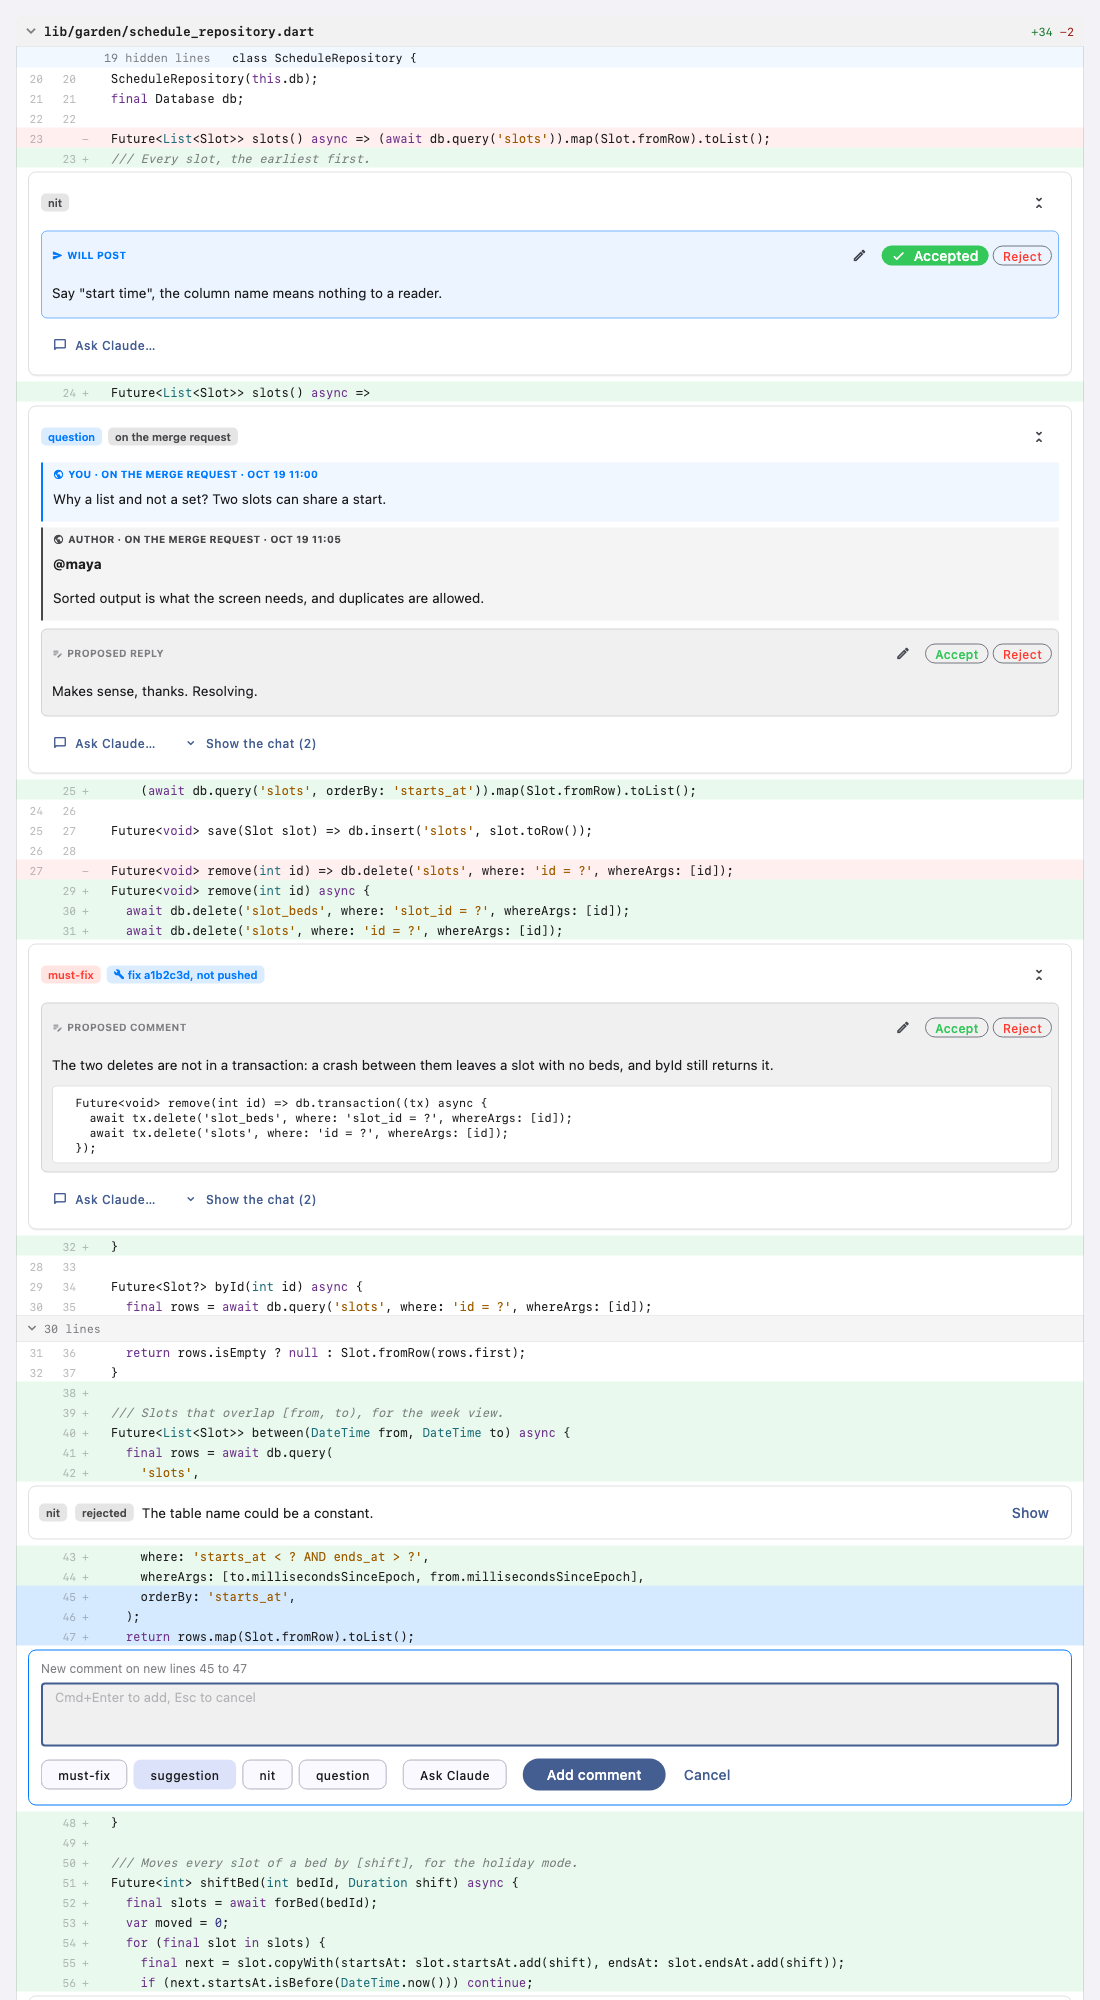 lib/garden/schedule_repository.dart +34 −2
19 hidden lines class ScheduleRepository {
20 20 ScheduleRepository(this.db);
21 21 final Database db;
22 22
23 − Future<List<Slot>> slots() async => (await db.query('slots')).map(Slot.fromRow).toList();
23 + /// Every slot, the earliest first.
nit
WILL POST Accepted Reject
Say "start time", the column name means nothing to a reader.
Ask Claude...
24 + Future<List<Slot>> slots() async =>
question on the merge request
YOU · ON THE MERGE REQUEST · OCT 19 11:00
Why a list and not a set? Two slots can share a start.
AUTHOR · ON THE MERGE REQUEST · OCT 19 11:05
@maya
Sorted output is what the screen needs, and duplicates are allowed.
PROPOSED REPLY Accept Reject
Makes sense, thanks. Resolving.
Ask Claude... Show the chat (2)
25 + (await db.query('slots', orderBy: 'starts_at')).map(Slot.fromRow).toList();
24 26
25 27 Future<void> save(Slot slot) => db.insert('slots', slot.toRow());
26 28
27 − Future<void> remove(int id) => db.delete('slots', where: 'id = ?', whereArgs: [id]);
29 + Future<void> remove(int id) async {
30 + await db.delete('slot_beds', where: 'slot_id = ?', whereArgs: [id]);
31 + await db.delete('slots', where: 'id = ?', whereArgs: [id]);
must-fix fix a1b2c3d, not pushed
PROPOSED COMMENT Accept Reject
The two deletes are not in a transaction: a crash between them leaves a slot with no beds, and byId still returns it.
Future<void> remove(int id) => db.transaction((tx) async {
await tx.delete('slot_beds', where: 'slot_id = ?', whereArgs: [id]);
await tx.delete('slots', where: 'id = ?', whereArgs: [id]);
});
Ask Claude... Show the chat (2)
32 + }
28 33
29 34 Future<Slot?> byId(int id) async {
30 35 final rows = await db.query('slots', where: 'id = ?', whereArgs: [id]);
30 lines
31 36 return rows.isEmpty ? null : Slot.fromRow(rows.first);
32 37 }
38 +
39 + /// Slots that overlap [from, to), for the week view.
40 + Future<List<Slot>> between(DateTime from, DateTime to) async {
41 + final rows = await db.query(
42 + 'slots',
nit rejected The table name could be a constant. Show
43 + where: 'starts_at < ? AND ends_at > ?',
44 + whereArgs: [to.millisecondsSinceEpoch, from.millisecondsSinceEpoch],
45 + orderBy: 'starts_at',
46 + );
47 + return rows.map(Slot.fromRow).toList();
New comment on new lines 45 to 47
Cmd+Enter to add, Esc to cancel
must-fix suggestion nit question Ask Claude Add comment Cancel
48 + }
49 +
50 + /// Moves every slot of a bed by [shift], for the holiday mode.
51 + Future<int> shiftBed(int bedId, Duration shift) async {
52 + final slots = await forBed(bedId);
53 + var moved = 0;
54 + for (final slot in slots) {
55 + final next = slot.copyWith(startsAt: slot.startsAt.add(shift), endsAt: slot.endsAt.add(shift));
56 + if (next.startsAt.isBefore(DateTime.now())) continue;